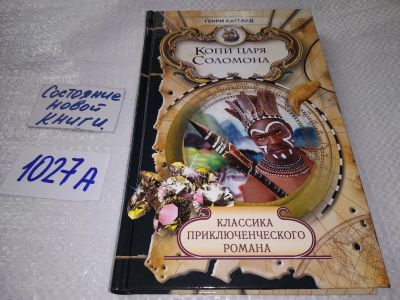 ГЕНРИ ХАГГАРД
КОПИ ЦАРЯ
СОЛОМОНА
Состояние
новой
книги.
1027А
КЛАССИКА
ПРИКЛЮЧЕНЧЕСКОГО
РОМАНА